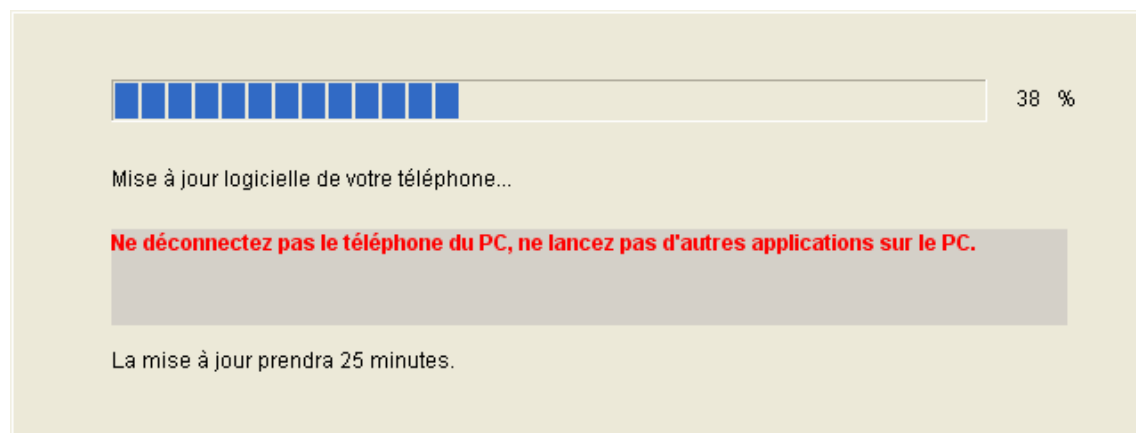 38 %
Mise à jour logicielle de votre téléphone...
Ne déconnectez pas le téléphone du PC, ne lancez pas d'autres applications sur le PC.
La mise à jour prendra 25 minutes.